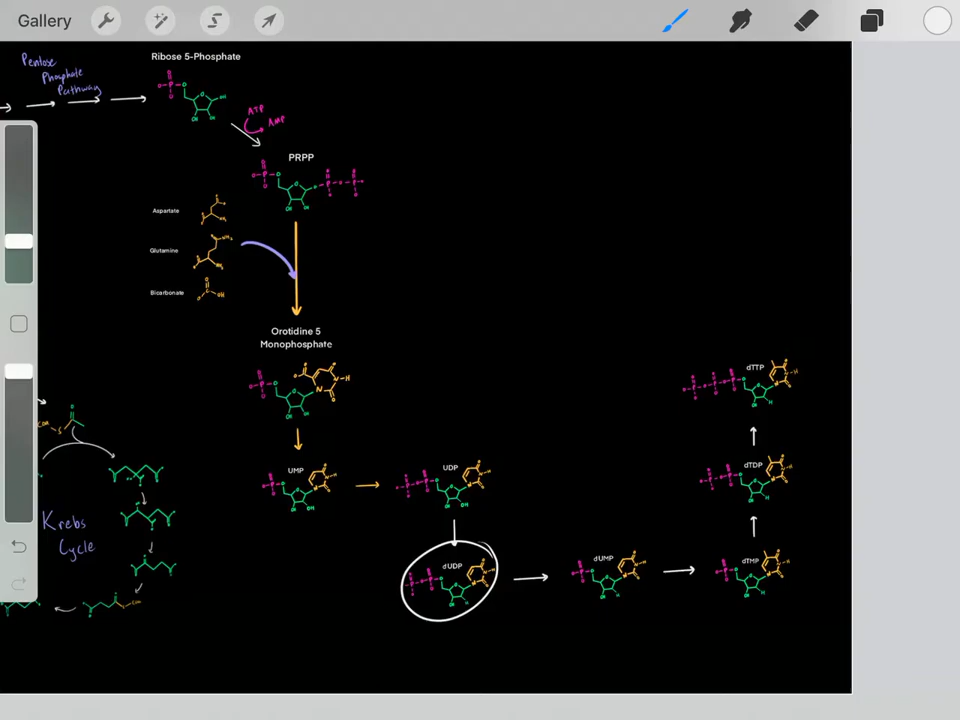 Gallery
Pentose
Phosphate
Pathway
Ribose 5-Phosphate
ATP
AMP
PRPP
Aspartate
Glutamine
Bicarbonate
Orotidine 5
Monophosphate
UMP
UDP
dUDP
dUMP
dTMP
dTDP
dTTP
Krebs
Cycle